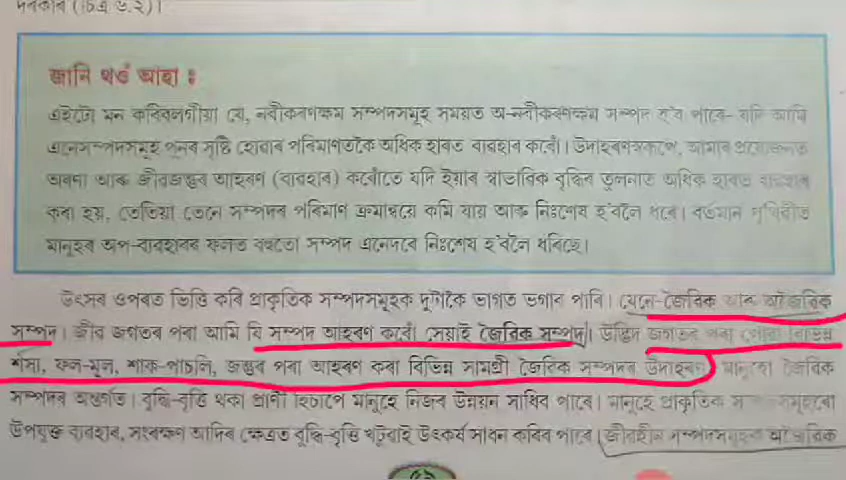 দৰকাৰ (চিত্ৰ ৬.২)।
জানি থওঁ আহা :
এইটো মন কৰিবলগীয়া যে, নবীকৰণক্ষম সম্পদসমূহ সময়ত অ-নবীকৰণক্ষম সম্পদ হ'ব পাৰে- যদি আমি
এনে সম্পদসমূহ পুনৰ সৃষ্টি হোৱাৰ পৰিমাণতকৈ অধিক হাৰত ব্যৱহাৰ কৰোঁ। উদাহৰণস্বৰূপে, আমাৰ প্ৰয়োজনত
অৰণ্য আৰু জীৱজন্তুৰ আহৰণ (ব্যৱহাৰ) কৰোঁতে যদি ইয়াৰ স্বাভাৱিক বৃদ্ধিৰ তুলনাত অধিক হাৰত ব্যৱহাৰ
কৰা হয়, তেতিয়া তেনে সম্পদৰ পৰিমাণ ক্ৰমান্বয়ে কমি যায় আৰু নিঃশেষ হ'বলৈ ধৰে। বৰ্তমান পৃথিৱীত
মানুহৰ অপ-ব্যৱহাৰৰ ফলত বহুতো সম্পদ এনেদৰে নিঃশেষ হ'বলৈ ধৰিছে।
উৎসৰ ওপৰত ভিত্তি কৰি প্ৰাকৃতিক সম্পদসমূহক দুটাকৈ ভাগত ভগাব পাৰি। যেনে-জৈৱিক আৰু অজৈৱিক
সম্পদ। জীৱ জগতৰ পৰা আমি যি সম্পদ আহৰণ কৰোঁ সেয়াই জৈৱিক সম্পদ। উদ্ভিদ জগতৰ পৰা পোৱা বিভিন্ন
শস্য, ফল-মূল, শাক-পাচলি, জন্তুৰ পৰা আহৰণ কৰা বিভিন্ন সামগ্ৰী জৈৱিক সম্পদৰ উদাহৰণ। মানুহো জৈৱিক
সম্পদৰ অন্তৰ্গত। বুদ্ধি-বৃত্তি থকা প্ৰাণী হিচাপে মানুহে নিজৰ উন্নয়ন সাধিব পাৰে। মানুহে প্ৰাকৃতিক সম্পদসমূহৰো
উপযুক্ত ব্যৱহাৰ, সংৰক্ষণ আদিৰ ক্ষেত্ৰত বুদ্ধি-বৃত্তি খটুৱাই উৎকৰ্ষ সাধন কৰিব পাৰে। জীৱহীন সম্পদসমূহক অজৈৱিক